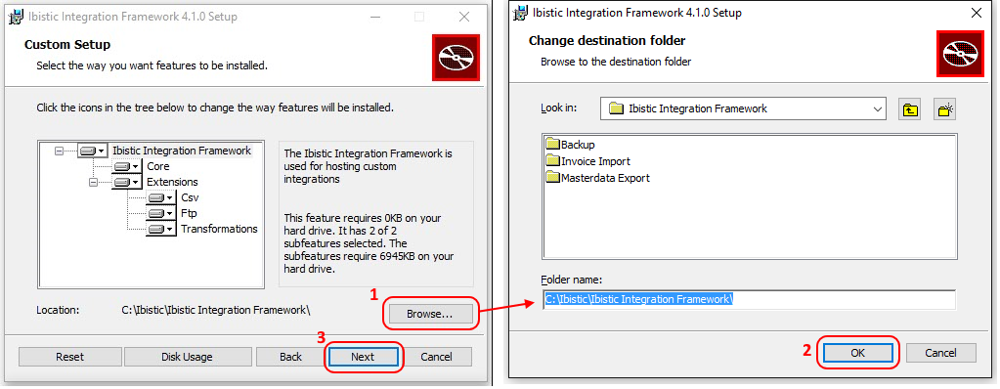 Ibistic Integration Framework 4.1.0 Setup
Custom Setup
Select the way you want features to be installed.
Click the icons in the tree below to change the way features will be installed.
Ibistic Integration Framework
Core
Extensions
Csv
Ftp
Transformations
The Ibistic Integration Framework is
used for hosting custom
integrations
This feature requires 0KB on your
hard drive. It has 2 of 2
subfeatures selected. The
subfeatures require 6945KB on your
hard drive.
1
Location: C:\Ibistic\Ibistic Integration Framework\
Browse...
3
Reset
Disk Usage
Back
Next
Cancel
Ibistic Integration Framework 4.1.0 Setup
Change destination folder
Browse to the destination folder
Look in: Ibistic Integration Framework
Backup
Invoice Import
Masterdata Export
Folder name:
C:\Ibistic\Ibistic Integration Framework\
2
OK
Cancel